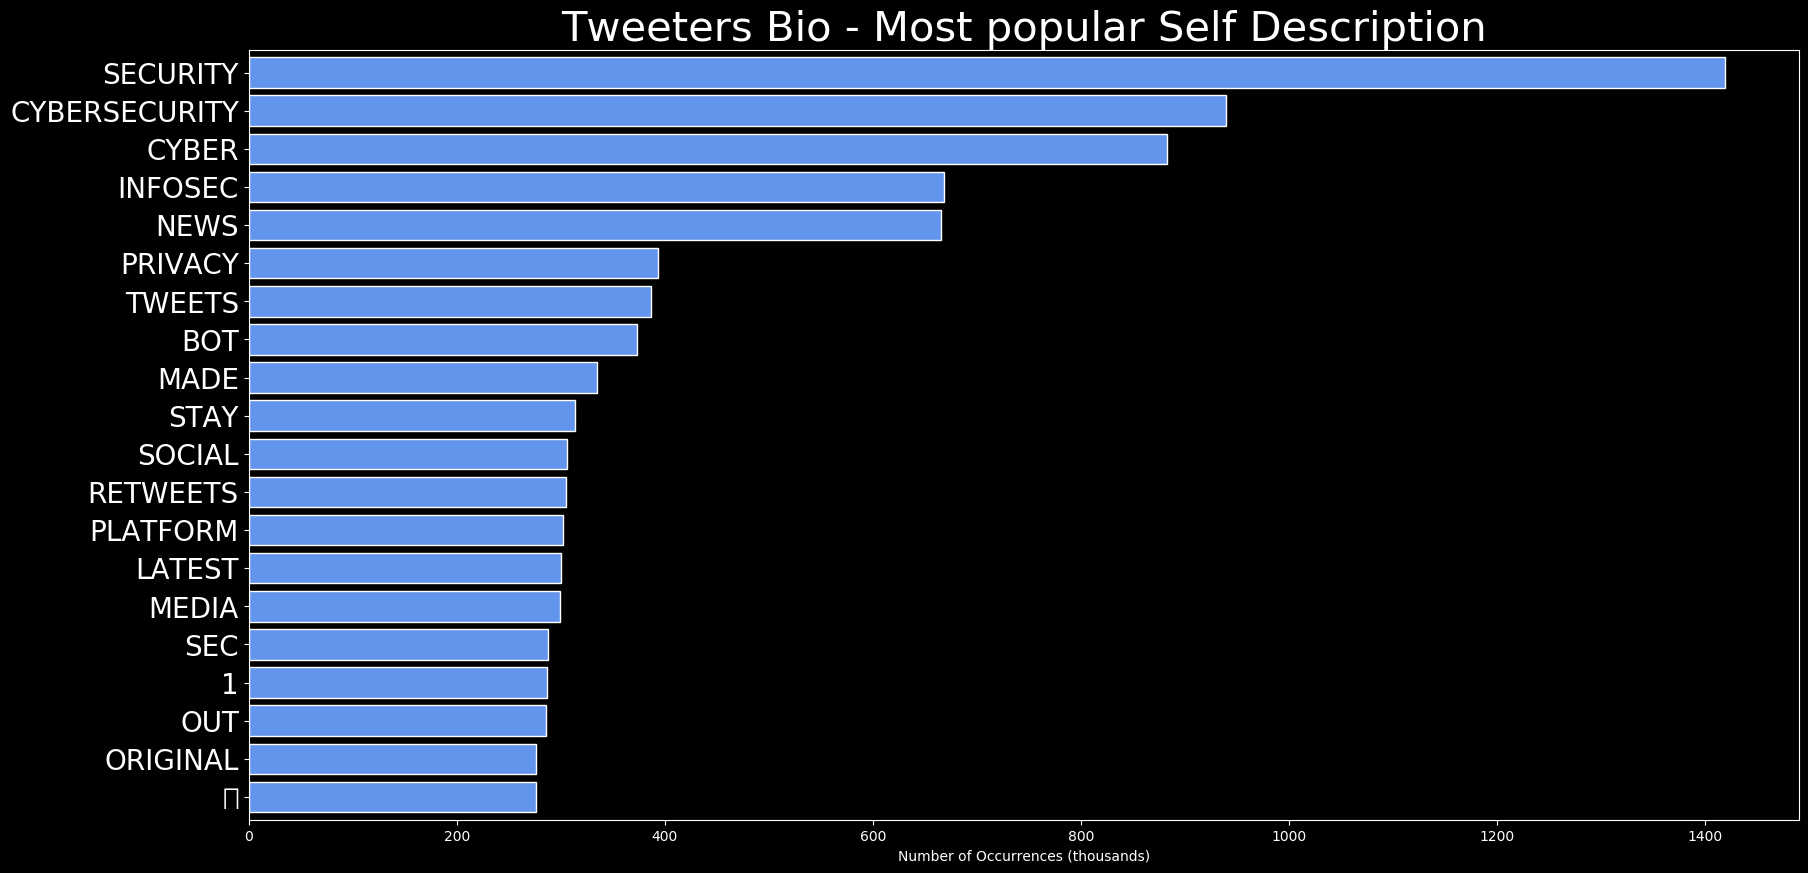 Tweeters Bio - Most popular Self Description
SECURITY
CYBERSECURITY
CYBER
INFOSEC
NEWS
PRIVACY
TWEETS
BOT
MADE
STAY
SOCIAL
RETWEETS
PLATFORM
LATEST
MEDIA
SEC
1
OUT
ORIGINAL
0 200 400 600 800 1000 1200 1400
Number of Occurrences (thousands)